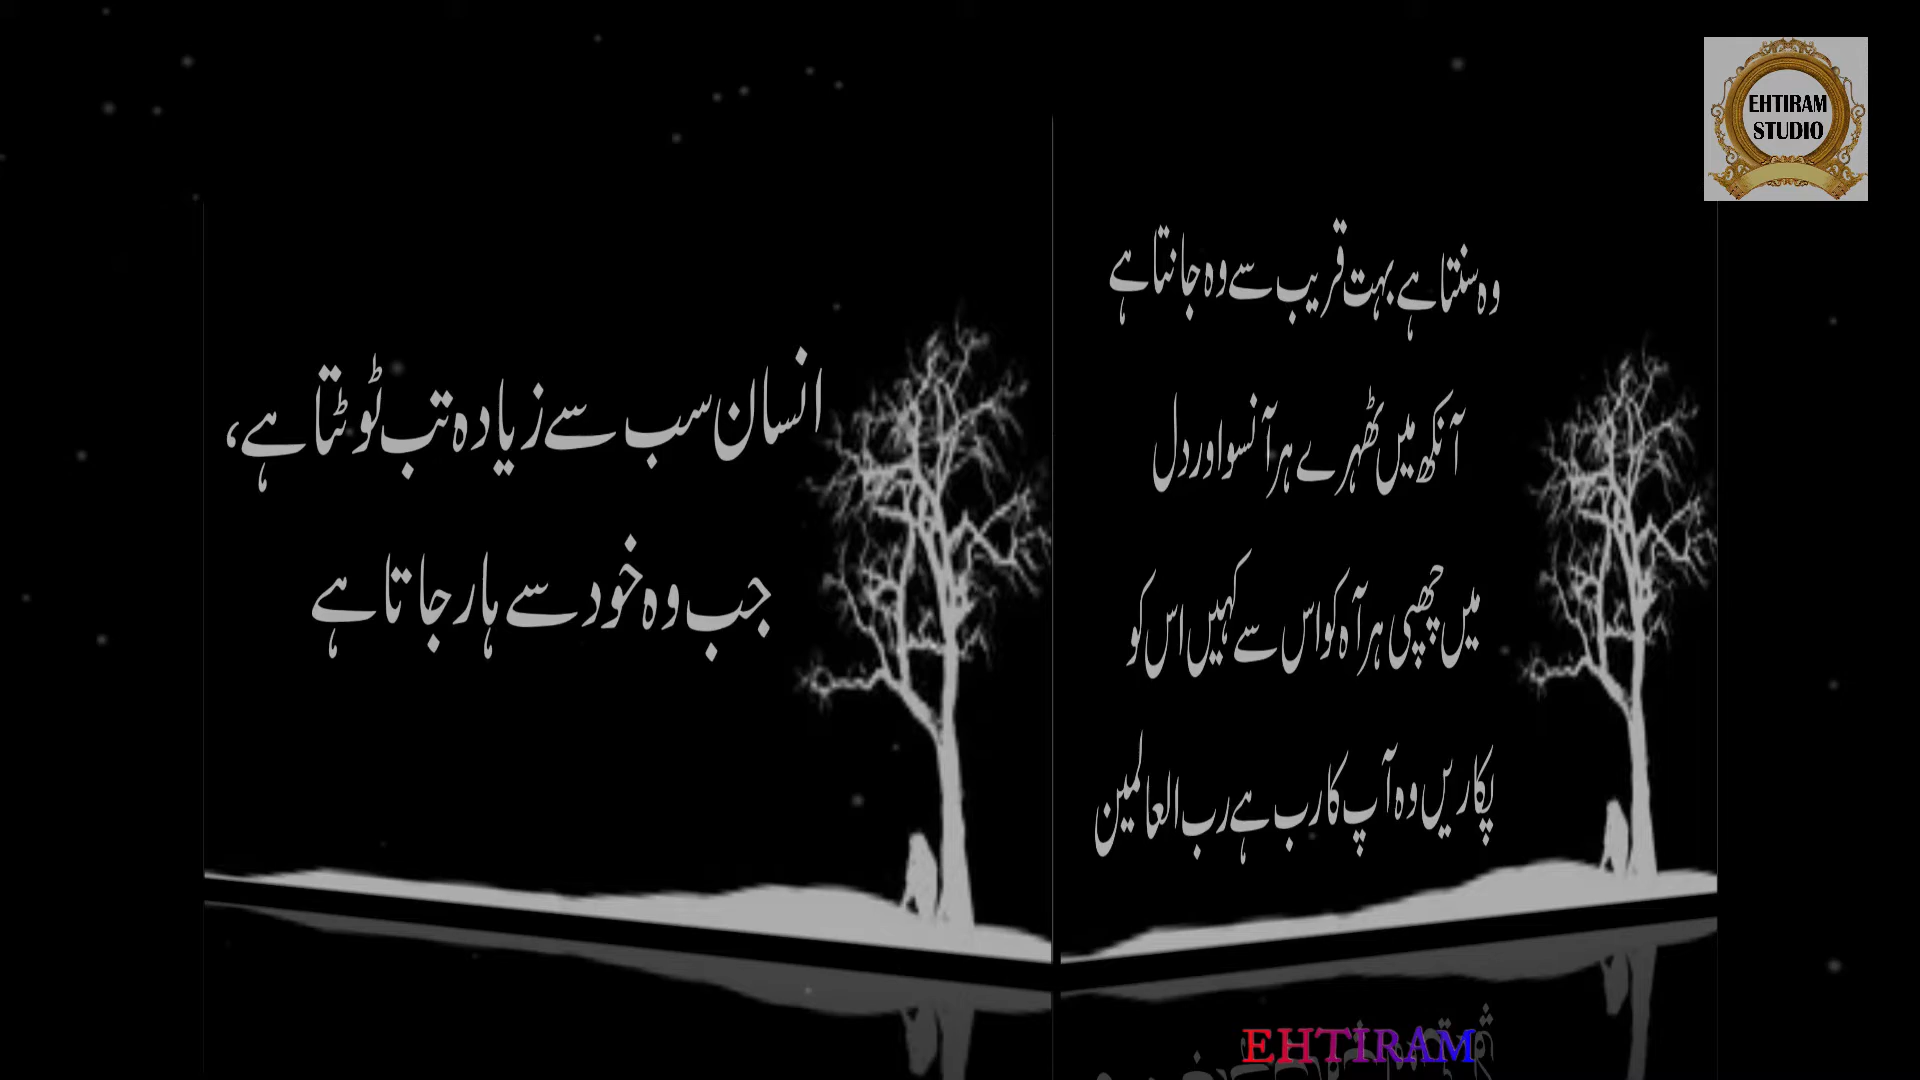 EHTIRAM
STUDIO
وہ سنتا ہے بہت قریب سے وہ جانتا ہے
آنکھ میں ٹھہرے ہر آنسو اور دل
میں چھپی ہر آہ کو اس سے کہیں اس کو
پکاریں وہ آپ کا رب ہے رب العالمین
انسان سب سے زیادہ تب ٹوٹتا ہے،
جب وہ خود سے ہار جاتا ہے
EHTIRAM